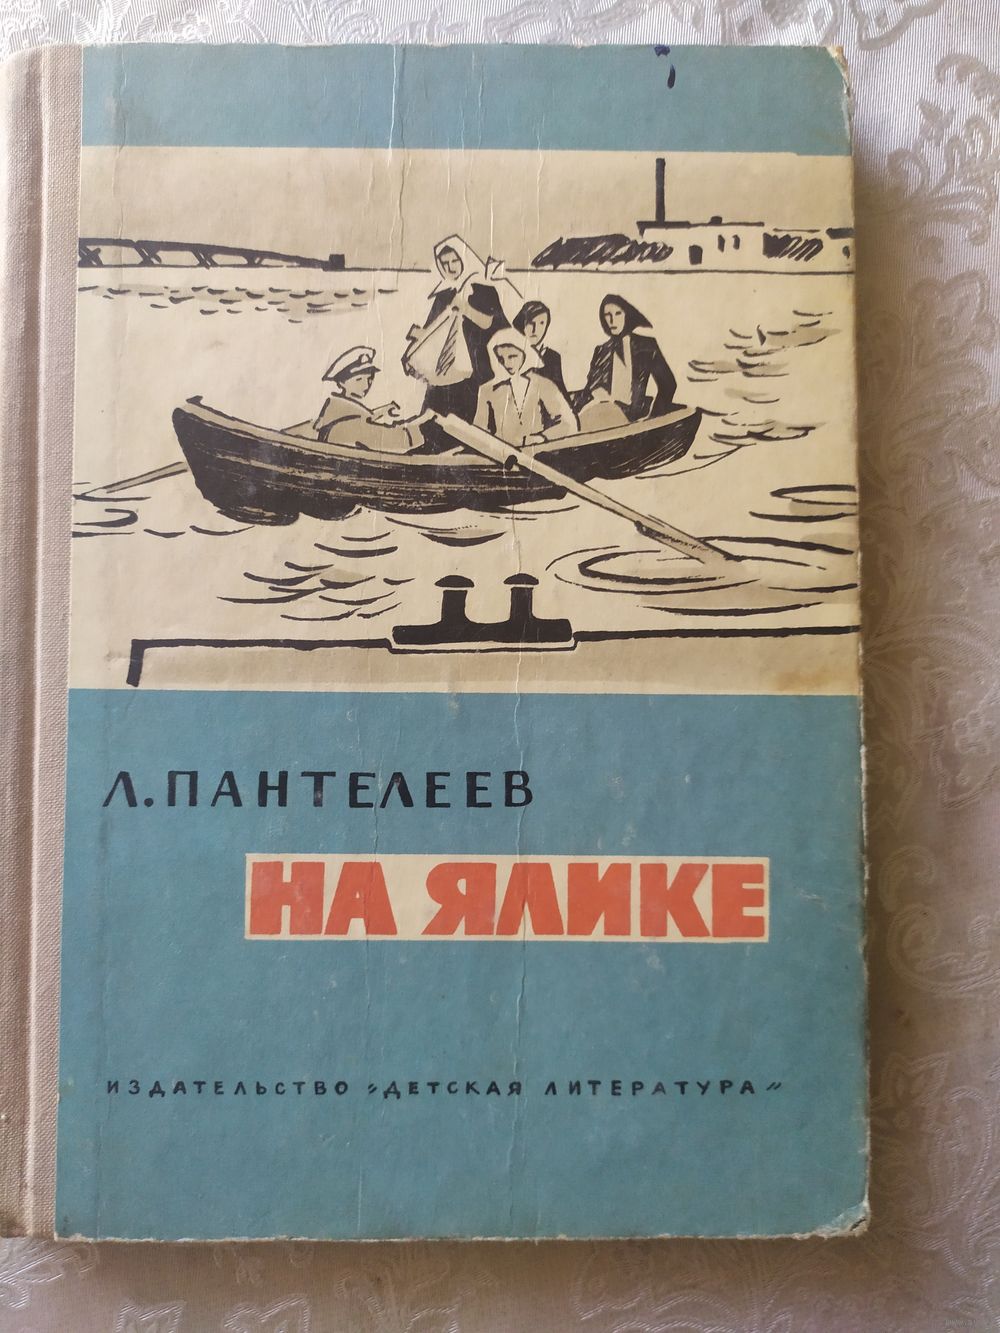 Л. ПАНТЕЛЕЕВ
НА ЯЛИКЕ
ИЗДАТЕЛЬСТВО „ДЕТСКАЯ ЛИТЕРАТУРА"